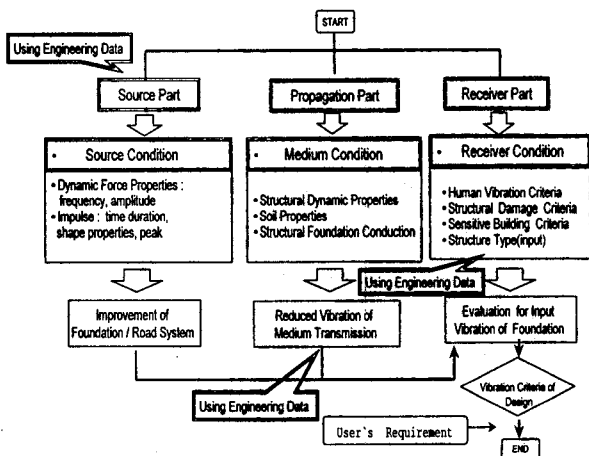 START
Using Engineering Data
Source Part
Propagation Part
Receiver Part
• Source Condition
• Dynamic Force Properties :
frequency, amplitude
• Impulse : time duration,
shape properties, peak
• Medium Condition
• Structural Dynamic Properties
• Soil Properties
• Structural Foundation Conduction
• Receiver Condition
• Human Vibration Criteria
• Structural Damage Criteria
• Sensitive Building Criteria
• Structure Type(input)
Using Engineering Data
Improvement of
Foundation / Road System
Reduced Vibration of
Medium Transmission
Evaluation for Input
Vibration of Foundation
Using Engineering Data
Vibration Criteria of
Design
User`s Requirement
END